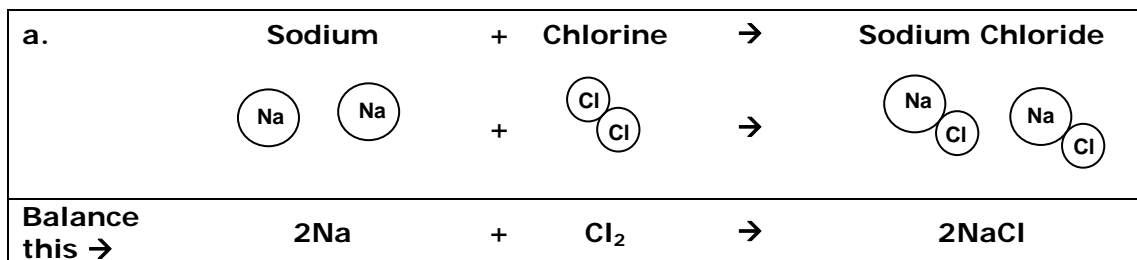 a. Sodium + Chlorine → Sodium Chloride
Na Na + Cl Cl → Na Cl Na Cl
Balance this → 2Na + Cl₂ → 2NaCl